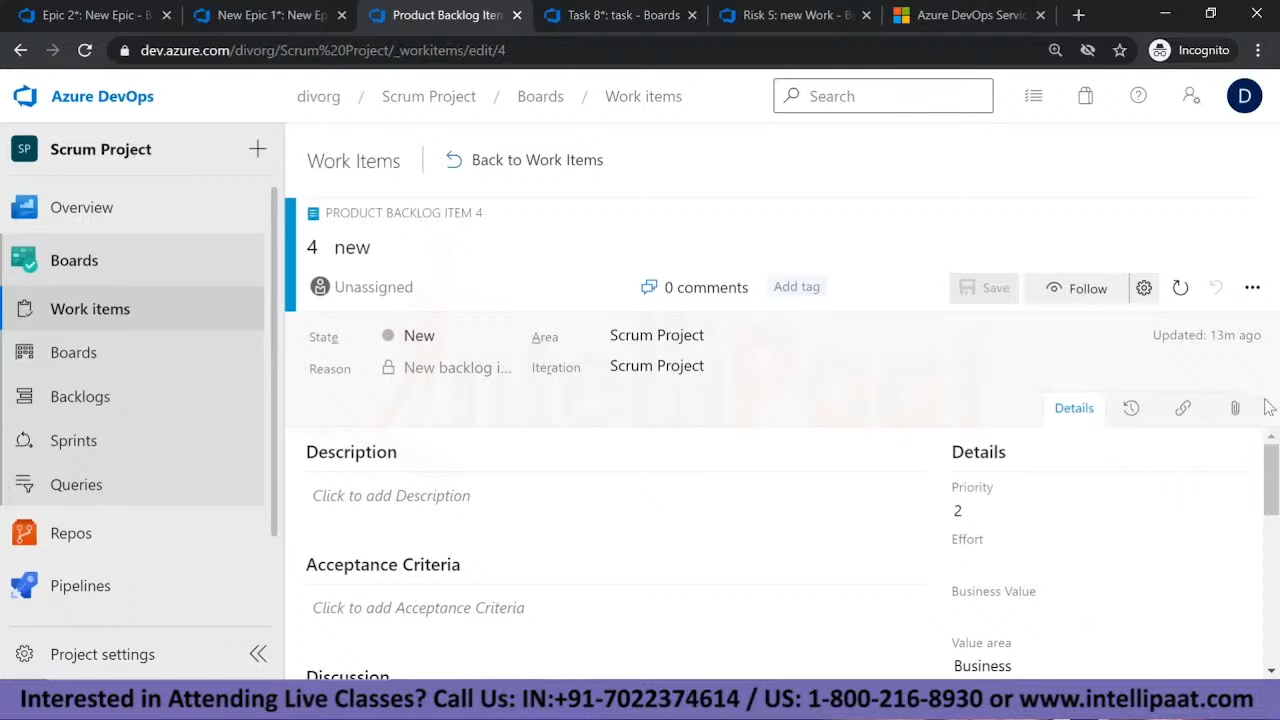 Epic 2*: New Epic - B
New Epic 1*: New Ep
Product Backlog Iten
Task 8*: task - Boards
Risk 5: new Work - B
Azure DevOps Servic
dev.azure.com/divorg/Scrum%20Project/_workitems/edit/4
Incognito
Azure DevOps
divorg / Scrum Project / Boards / Work items
Search
D
SP Scrum Project
Overview
Boards
Work items
Boards
Backlogs
Sprints
Queries
Repos
Pipelines
Project settings
Work Items
Back to Work Items
PRODUCT BACKLOG ITEM 4
4 new
Unassigned
0 comments
Add tag
Save
Follow
State New
Area Scrum Project
Updated: 13m ago
Reason New backlog i...
Iteration Scrum Project
Details
Description
Click to add Description
Acceptance Criteria
Click to add Acceptance Criteria
Discussion
Details
Priority
2
Effort
Business Value
Value area
Business
Interested in Attending Live Classes? Call Us: IN:+91-7022374614 / US: 1-800-216-8930 or www.intellipaat.com